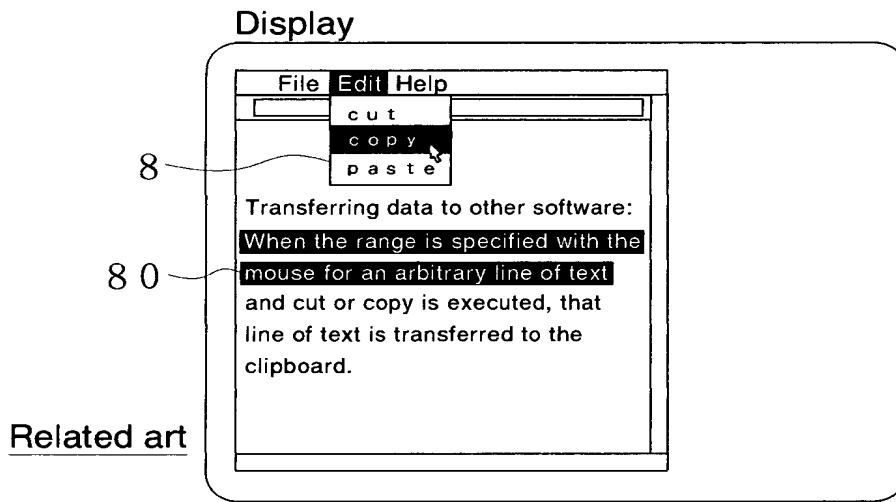 Display
File Edit Help
cut
copy
8
paste
Transferring data to other software:
When the range is specified with the
80 mouse for an arbitrary line of text
and cut or copy is executed, that
line of text is transferred to the
clipboard.
Related art